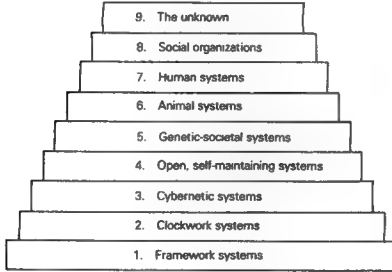 9. The unknown
8. Social organizations
7. Human systems
6. Animal systems
5. Genetic-societal systems
4. Open, self-maintaining systems
3. Cybernetic systems
2. Clockwork systems
1. Framework systems